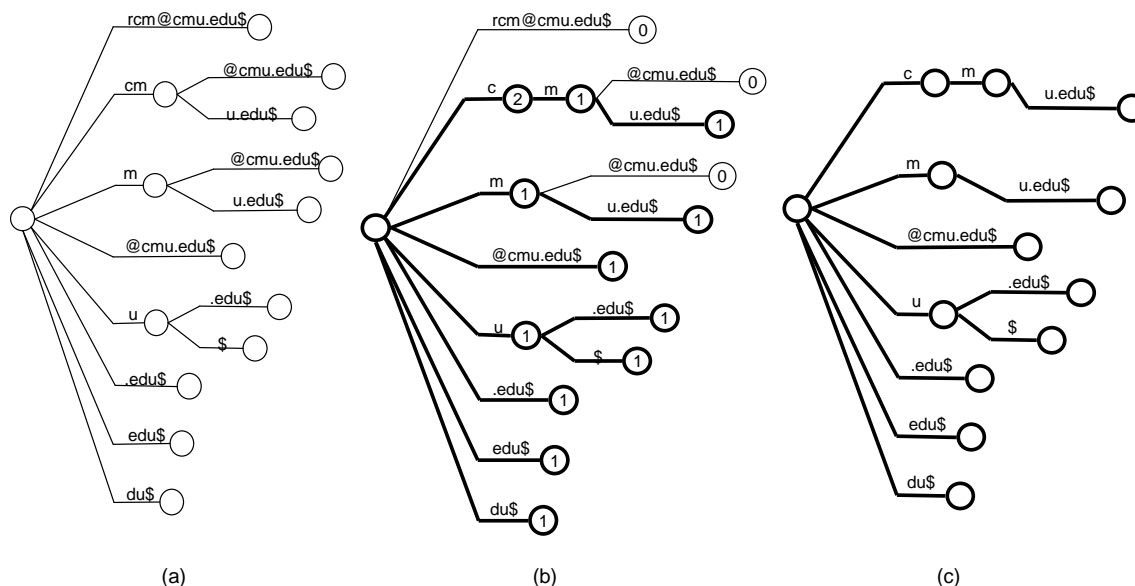 rcm@cmu.edu$
cm
@cmu.edu$
u.edu$
m
@cmu.edu$
u.edu$
@cmu.edu$
u
.edu$
$
.edu$
edu$
du$
(a)
rcm@cmu.edu$
0
c
2
m
1
@cmu.edu$
0
u.edu$
1
m
1
@cmu.edu$
0
u.edu$
1
@cmu.edu$
1
u
1
.edu$
1
$
1
.edu$
1
edu$
1
du$
1
(b)
c
m
u.edu$
m
u.edu$
@cmu.edu$
u
.edu$
$
.edu$
edu$
du$
(c)